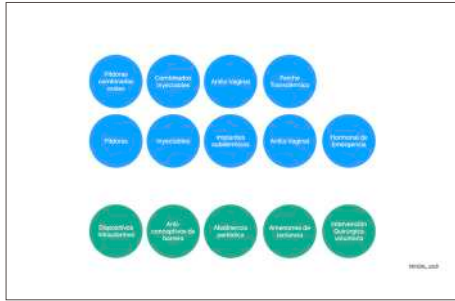 Píldoras
combinadas
orales
Combinados
Inyectables
Anillo Vaginal
Parche
Transdérmico
Píldoras
Inyectables
Implantes
subdérmicos
Anillo Vaginal
Hormonal de
Emergencia
Dispositivos
Intrauterinos
Anti-
conceptivos de
barrera
Abstinencia
periódica
Amenorrea de
lactancia
Intervención
Quirúrgica
voluntaria